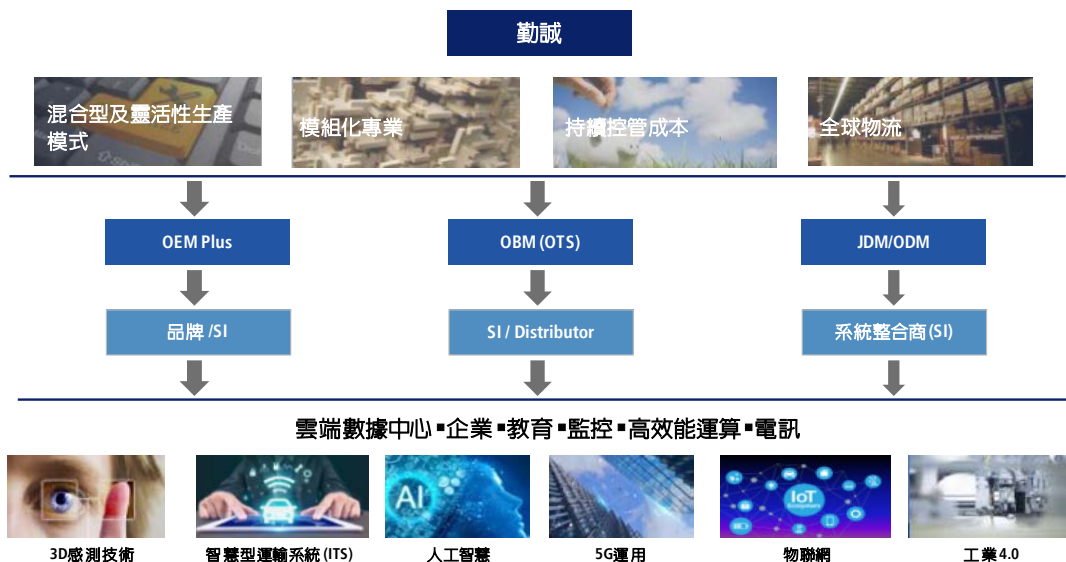 勤誠
混合型及靈活性生產
模式
模組化專業
持續控管成本
全球物流
OEM Plus
OBM (OTS)
JDM/ODM
品牌 /SI
SI / Distributor
系統整合商(SI)
雲端數據中心▪企業▪教育▪監控▪高效能運算▪電訊
AI
IoT
3D感測技術
智慧型運輸系統(ITS)
人工智慧
5G運用
物聯網
工業4.0